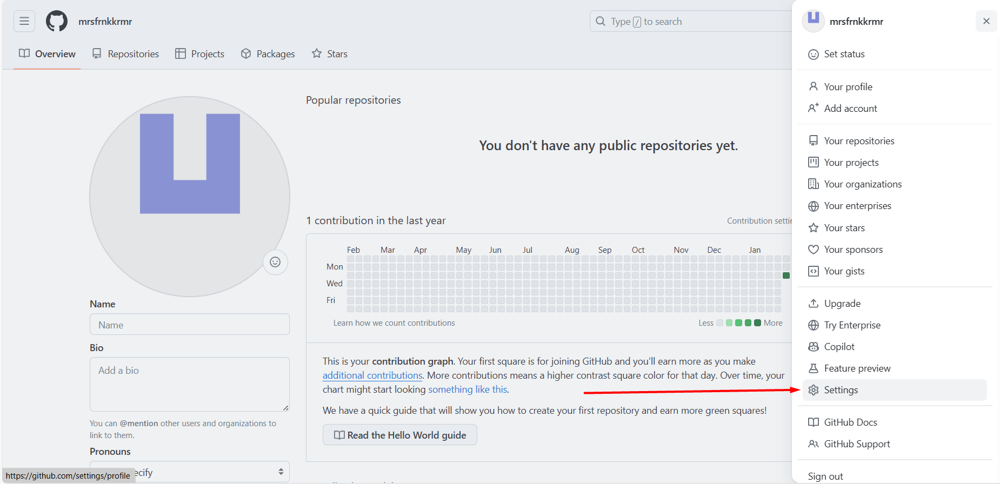 mrsfrnkkrmr
Type / to search
Overview
Repositories
Projects
Packages
Stars
Popular repositories
You don't have any public repositories yet.
1 contribution in the last year
Contribution
Feb Mar Apr May Jun Jul Aug Sep Oct Nov Dec Jan
Mon
Wed
Fri
Learn how we count contributions
Less
More
This is your contribution graph. Your first square is for joining GitHub and you’ll earn more as you make
additional contributions. More contributions means a higher contrast square color for that day. Over time, your
chart might start looking something like this.
We have a quick guide that will show you how to create your first repository and earn more green squares!
Read the Hello World guide
Name
Name
Bio
Add a bio
You can @mention other users and organizations to
link to them.
Pronouns
https://github.com/settings/profile
mrsfrnkkrmr
Set status
Your profile
Add account
Your repositories
Your projects
Your organizations
Your enterprises
Your stars
Your sponsors
Your gists
Upgrade
Try Enterprise
Copilot
Feature preview
Settings
GitHub Docs
GitHub Support
Sign out